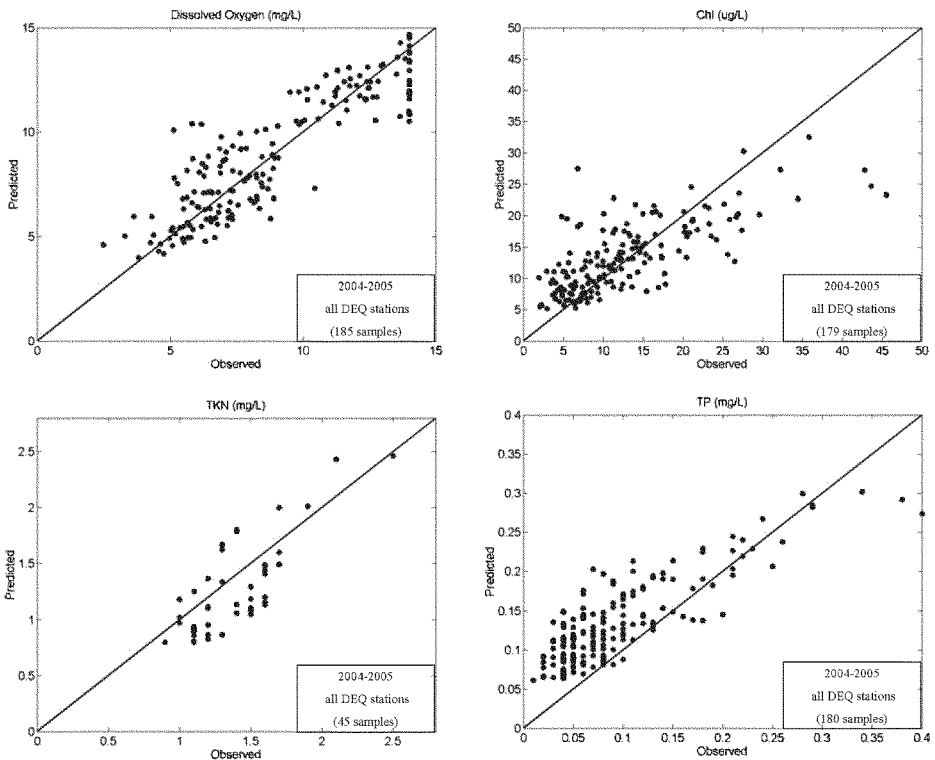 Dissolved Oxygen (mg/L)
15
10
5
0
Predicted
0 5 10 15
Observed
2004-2005
all DEQ stations
(185 samples)
Chl (ug/L)
50
45
40
35
30
25
20
15
10
5
0
Predicted
0 5 10 15 20 25 30 35 40 45 50
Observed
2004-2005
all DEQ stations
(179 samples)
TKN (mg/L)
2.5
2
1.5
1
0.5
0
Predicted
0 0.5 1 1.5 2 2.5
Observed
2004-2005
all DEQ stations
(45 samples)
TP (mg/L)
0.4
0.35
0.3
0.25
0.2
0.15
0.1
0.05
0
Predicted
0 0.05 0.1 0.15 0.2 0.25 0.3 0.35 0.4
Observed
2004-2005
all DEQ stations
(180 samples)